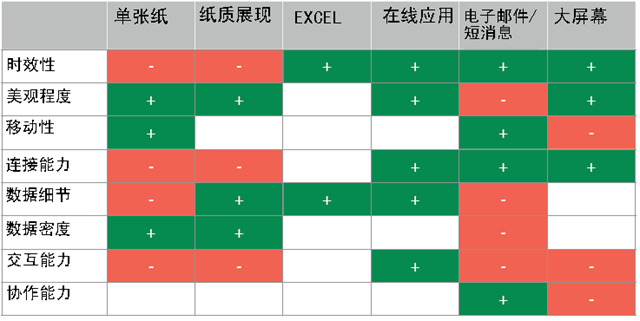 单张纸 纸质展现 EXCEL 在线应用 电子邮件/ 大屏幕
短消息
时效性 - - + + + +
美观程度 + + + - +
移动性 + + -
连接能力 - - + + +
数据细节 - + + + -
数据密度 + + -
交互能力 - - + - -
协作能力 + -